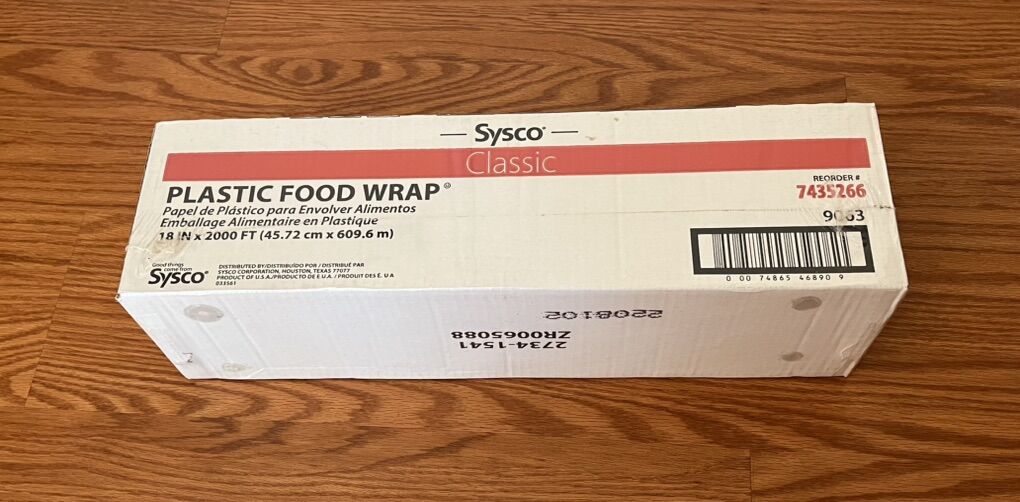 Sysco®
Classic
PLASTIC FOOD WRAP
Papel de Plástico para Envolver Alimentos
Emballage Alimentaire en Plastique
18 IN x 2000 FT (45.72 cm x 609.6 m)
REORDER #
7435266
Good things
come from
Sysco®
DISTRIBUTED BY/DISTRIBUIDO POR / DISTRIBUÉ PAR
SYSCO CORPORATION, HOUSTON, TEXAS 77077
PRODUCT OF U.S.A./PRODUCTO DE E.U.A. / PRODUIT DES É. U A
033561
0 00 74865 46890 9
2208102
ZR0065088
2734-1541